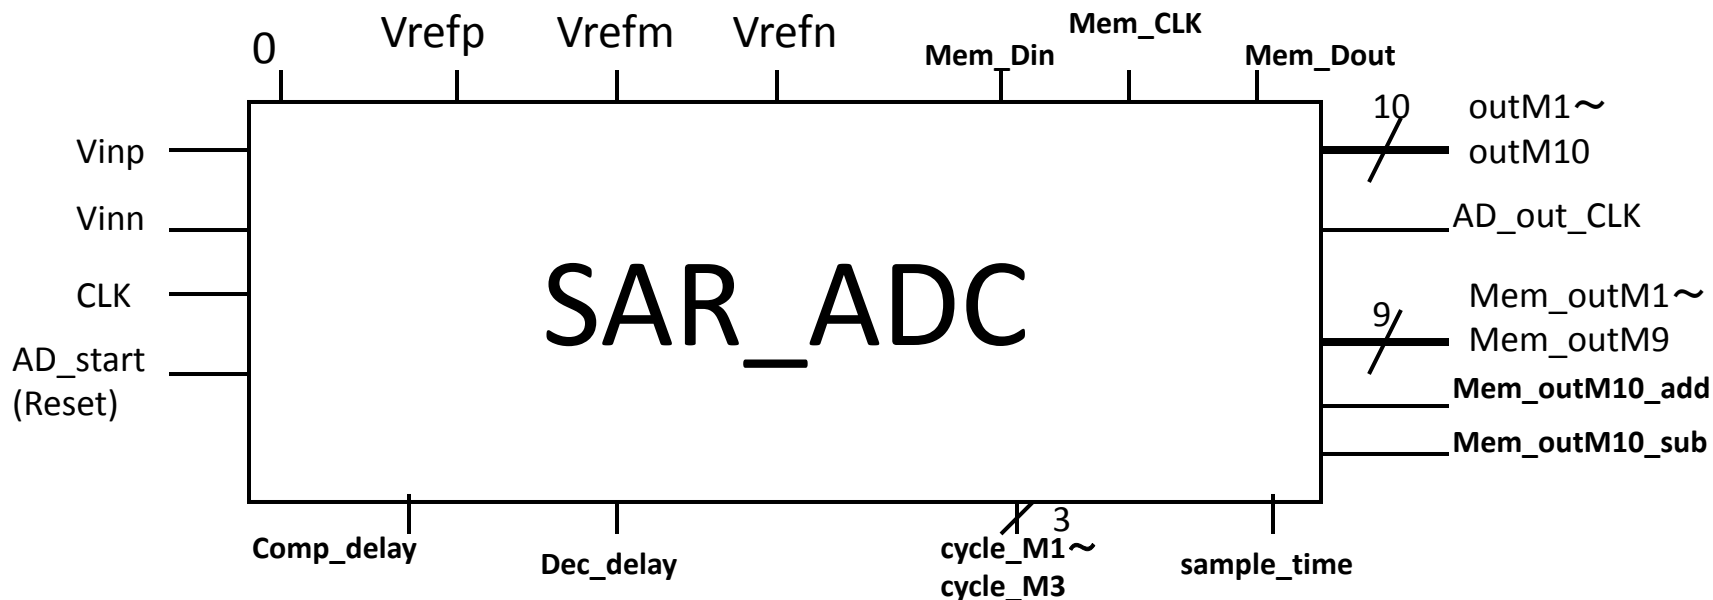 0
Vrefp
Vrefm
Vrefn
Mem_Din
Mem_CLK
Mem_Dout
Vinp
Vinn
CLK
AD_start
(Reset)
SAR_ADC
10
outM1～
outM10
AD_out_CLK
9
Mem_outM1～
Mem_outM9
Mem_outM10_add
Mem_outM10_sub
Comp_delay
Dec_delay
3
cycle_M1～
cycle_M3
sample_time